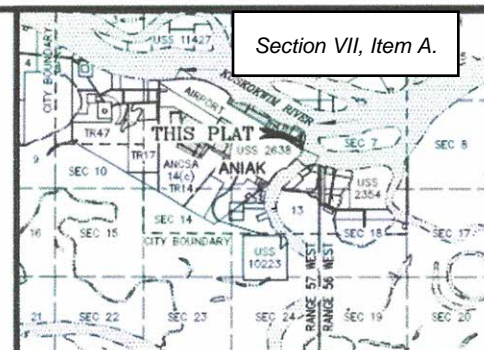 USS 11427
Section VII, Item A.
4
CITY BOUNDARY
KUSKOKWIM RIVER
AIRPORT
TR47
THIS PLAT
SEC 7
SEC 8
9
SEC 10
TR17
USS 2638
ANCSA
14(c)
TR14
ANIAK
USS
2354
SEC 14
13
16
SEC 15
CITY BOUNDARY
SEC 18
SEC 17
USS
10223
RANGE 57 WEST
RANGE 56 WEST
21
SEC 22
SEC 23
SEC 24
SEC 19
SEC 20